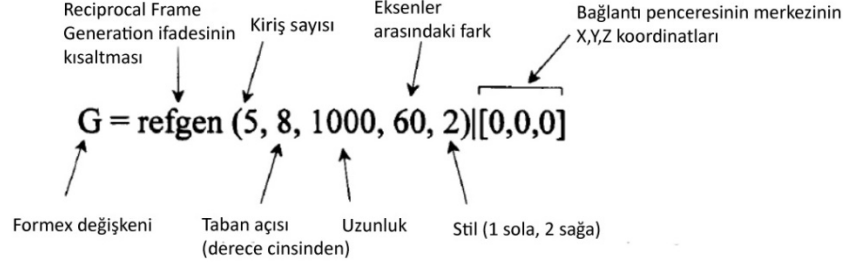 Reciprocal Frame
Generation ifadesinin
kısaltması
Kiriş sayısı
Eksenler
arasındaki fark
Bağlantı penceresinin merkezinin
X,Y,Z koordinatları
G = refgen (5, 8, 1000, 60, 2)|[0,0,0]
Formex değişkeni
Taban açısı
(derece cinsinden)
Uzunluk
Stil (1 sola, 2 sağa)